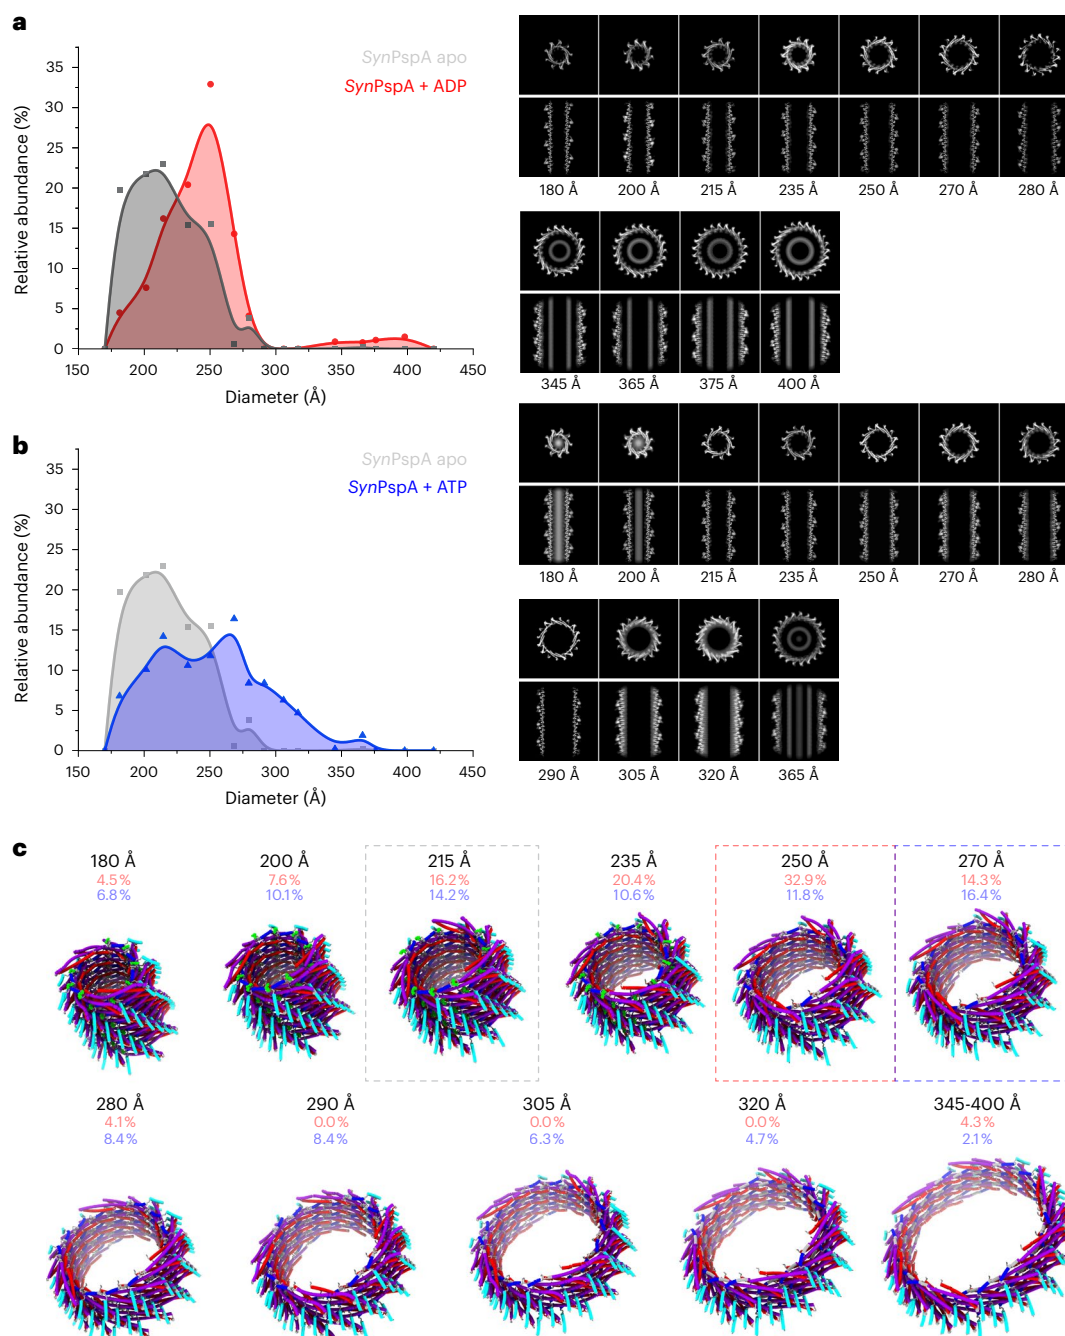 a
SynPspA apo
SynPspA + ADP
Relative abundance (%)
35
30
25
20
15
10
5
0
150 200 250 300 350 400 450
Diameter (Å)
180 Å 200 Å 215 Å 235 Å 250 Å 270 Å 280 Å
345 Å 365 Å 375 Å 400 Å
b
SynPspA apo
SynPspA + ATP
Relative abundance (%)
35
30
25
20
15
10
5
0
150 200 250 300 350 400 450
Diameter (Å)
180 Å 200 Å 215 Å 235 Å 250 Å 270 Å 280 Å
290 Å 305 Å 320 Å 365 Å
c
180 Å 200 Å 215 Å 235 Å 250 Å 270 Å
4.5% 7.6% 16.2% 20.4% 32.9% 14.3%
6.8% 10.1% 14.2% 10.6% 11.8% 16.4%
280 Å 290 Å 305 Å 320 Å 345-400 Å
4.1% 0.0% 0.0% 0.0% 4.3%
8.4% 8.4% 6.3% 4.7% 2.1%